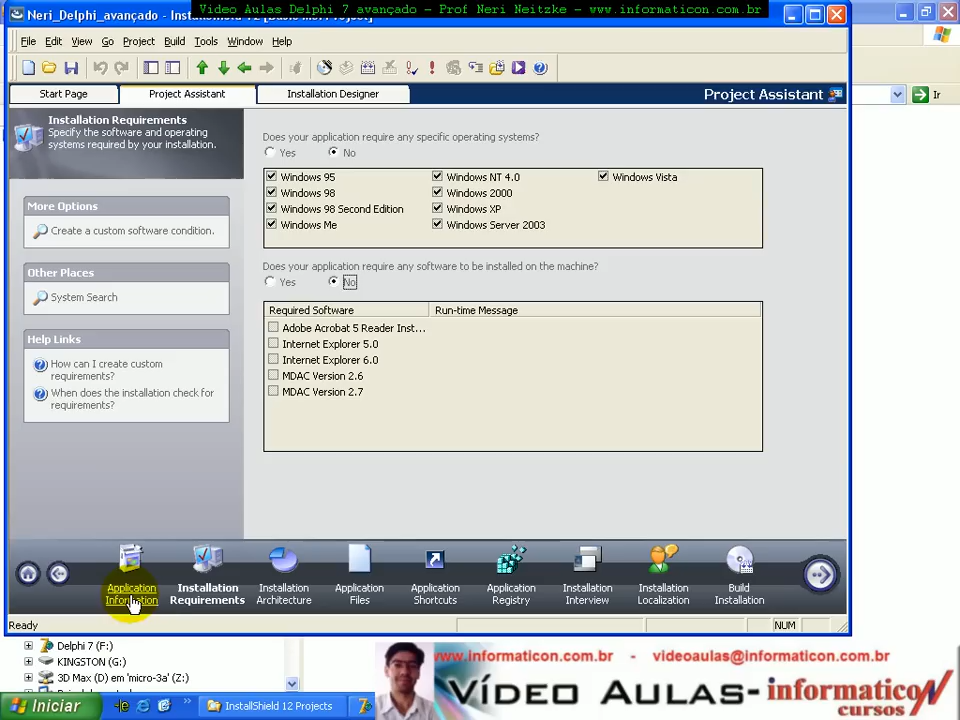 Video Aulas Delphi 7 avançado - Prof Neri Neitzke - www.informaticon.com.br
Neri_Delphi_avançado - InstallShield 12 [Basic MSI Project]
File Edit View Go Project Build Tools Window Help
Start Page Project Assistant Installation Designer Project Assistant
Ir
Installation Requirements
Specify the software and operating
systems required by your installation.
More Options
Create a custom software condition.
Other Places
System Search
Help Links
How can I create custom
requirements?
When does the installation check for
requirements?
Does your application require any specific operating systems?
Yes No
Windows 95 Windows NT 4.0 Windows Vista
Windows 98 Windows 2000
Windows 98 Second Edition Windows XP
Windows Me Windows Server 2003
Does your application require any software to be installed on the machine?
Yes No
Required Software Run-time Message
Adobe Acrobat 5 Reader Inst...
Internet Explorer 5.0
Internet Explorer 6.0
MDAC Version 2.6
MDAC Version 2.7
Application Information
Installation Requirements
Installation Architecture
Application Files
Application Shortcuts
Application Registry
Installation Interview
Installation Localization
Build Installation
Ready NUM
Delphi 7 (F:)
KINGSTON (G:)
3D Max (D) em 'micro-3a' (Z:)
www.informaticon.com.br - videoaulas@informaticon.com.br
VÍDEO AULAS- informaticon
cursos
Iniciar InstallShield 12 Projects